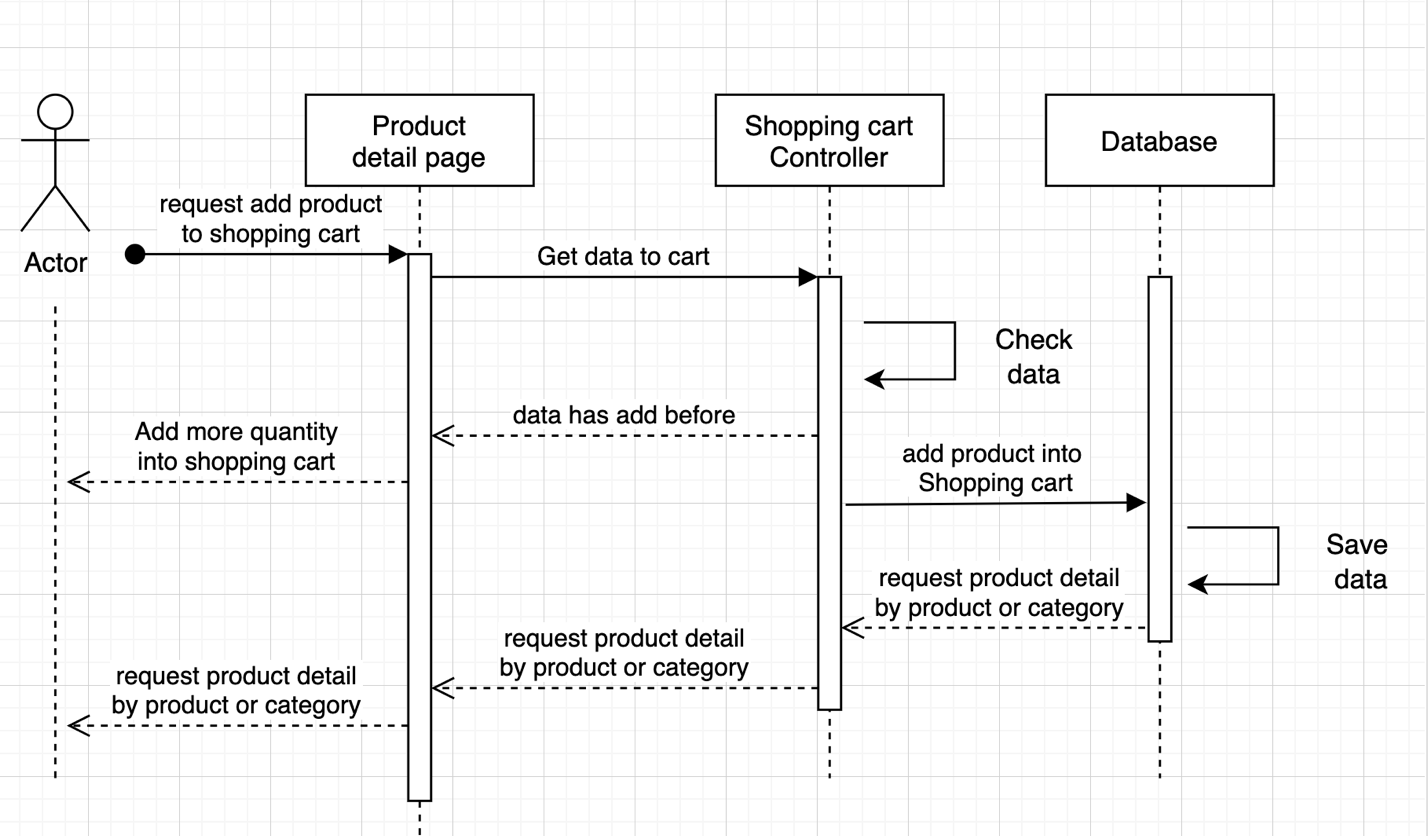 Product
detail page
Shopping cart
Controller
Database
request add product
to shopping cart
Actor
Get data to cart
Check
data
data has add before
Add more quantity
into shopping cart
add product into
Shopping cart
Save
data
request product detail
by product or category
request product detail
by product or category
request product detail
by product or category